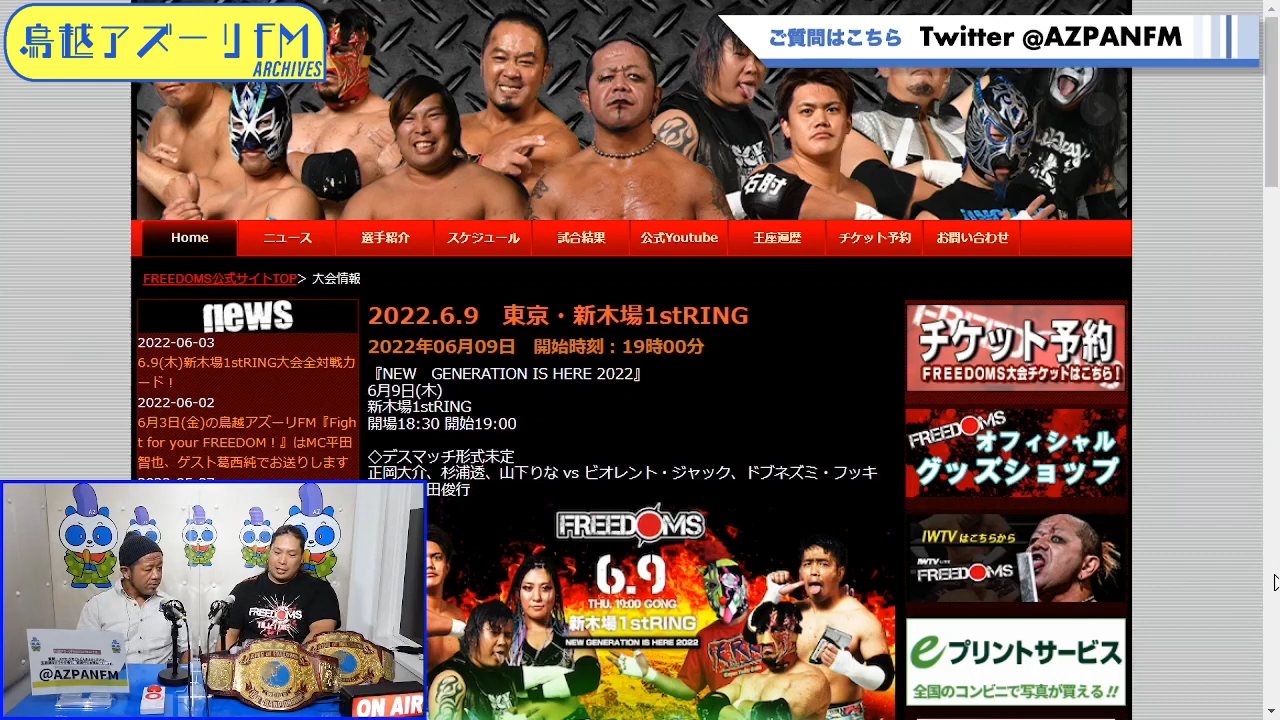 鳥越アズーリFM
ARCHIVES
ご質問はこちら Twitter @AZPANFM
右肘
Home ニュース 選手紹介 スケジュール 試合結果 公式Youtube 王座遍歴 チケット予約 お問い合わせ
FREEDOMS公式サイトTOP> 大会情報
news
2022-06-03
6.9(木)新木場1stRING大会全対戦カ
ード！
2022-06-02
6月3日(金)の鳥越アズーリFM『Figh
t for your FREEDOM！』はMC平田
智也、ゲスト葛西純でお送りします
2022.6.9　東京・新木場1stRING
2022年06月09日　開始時刻：19時00分
『NEW　GENERATION IS HERE 2022』
6月9日(木)
新木場1stRING
開場18:30 開始19:00
◇デスマッチ形式未定
正岡大介、杉浦透、山下りな vs ビオレント・ジャック、ドブネズミ・フッキ
田俊行
FREEDOMS
6.9
THU. 19:00 GONG
新木場1stRING
NEW GENERATION IS HERE 2022
チケット予約
FREEDOMS大会チケットはこちら！
FREEDOMS
オフィシャル
グッズショップ
IWTVはこちらから
FREEDOMS
eプリントサービス
全国のコンビニで写真が買える!!
FREEDOMS
@AZPANFM
ON AIR